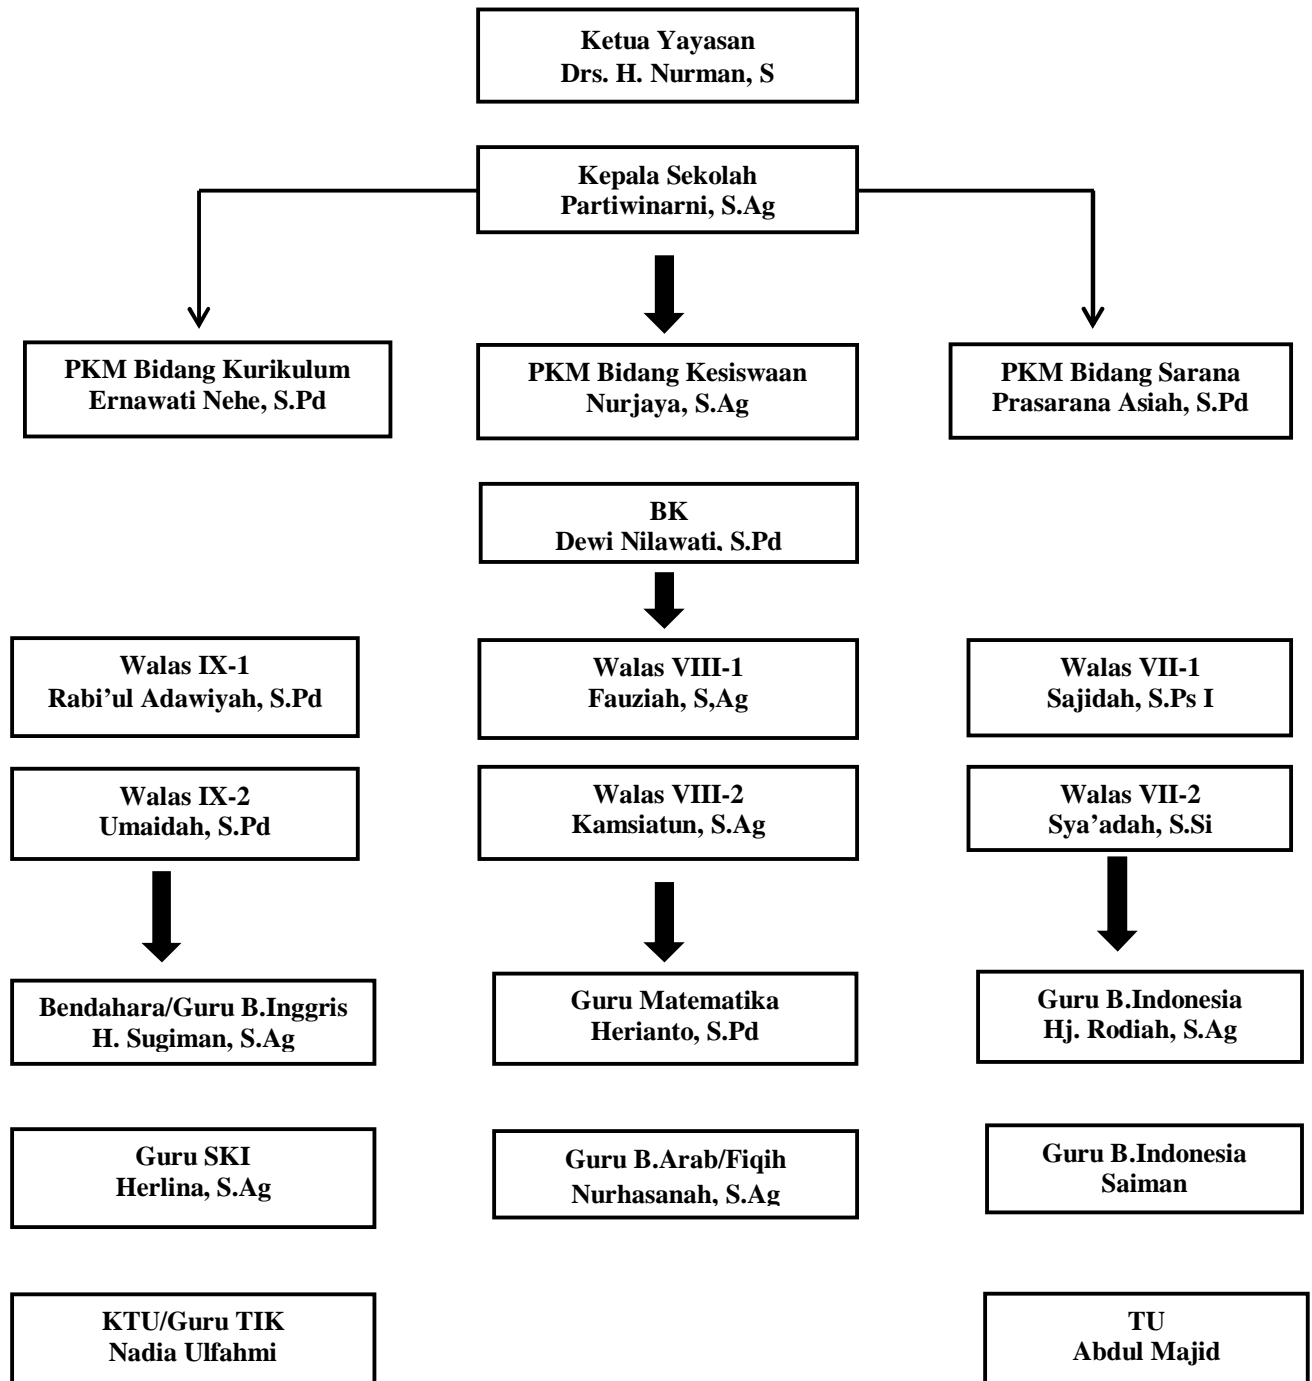 Ketua Yayasan
Drs. H. Nurman, S
Kepala Sekolah
Partiwinarni, S.Ag
PKM Bidang Kurikulum
Ernawati Nehe, S.Pd
PKM Bidang Kesiswaan
Nurjaya, S.Ag
PKM Bidang Sarana
Prasarana Asiah, S.Pd
BK
Dewi Nilawati, S.Pd
Walas IX-1
Rabi’ul Adawiyah, S.Pd
Walas VIII-1
Fauziah, S,Ag
Walas VII-1
Sajidah, S.Ps I
Walas IX-2
Umaidah, S.Pd
Walas VIII-2
Kamsiatun, S.Ag
Walas VII-2
Sya’adah, S.Si
Bendahara/Guru B.Inggris
H. Sugiman, S.Ag
Guru Matematika
Herianto, S.Pd
Guru B.Indonesia
Hj. Rodiah, S.Ag
Guru SKI
Herlina, S.Ag
Guru B.Arab/Fiqih
Nurhasanah, S.Ag
Guru B.Indonesia
Saiman
KTU/Guru TIK
Nadia Ulfahmi
TU
Abdul Majid